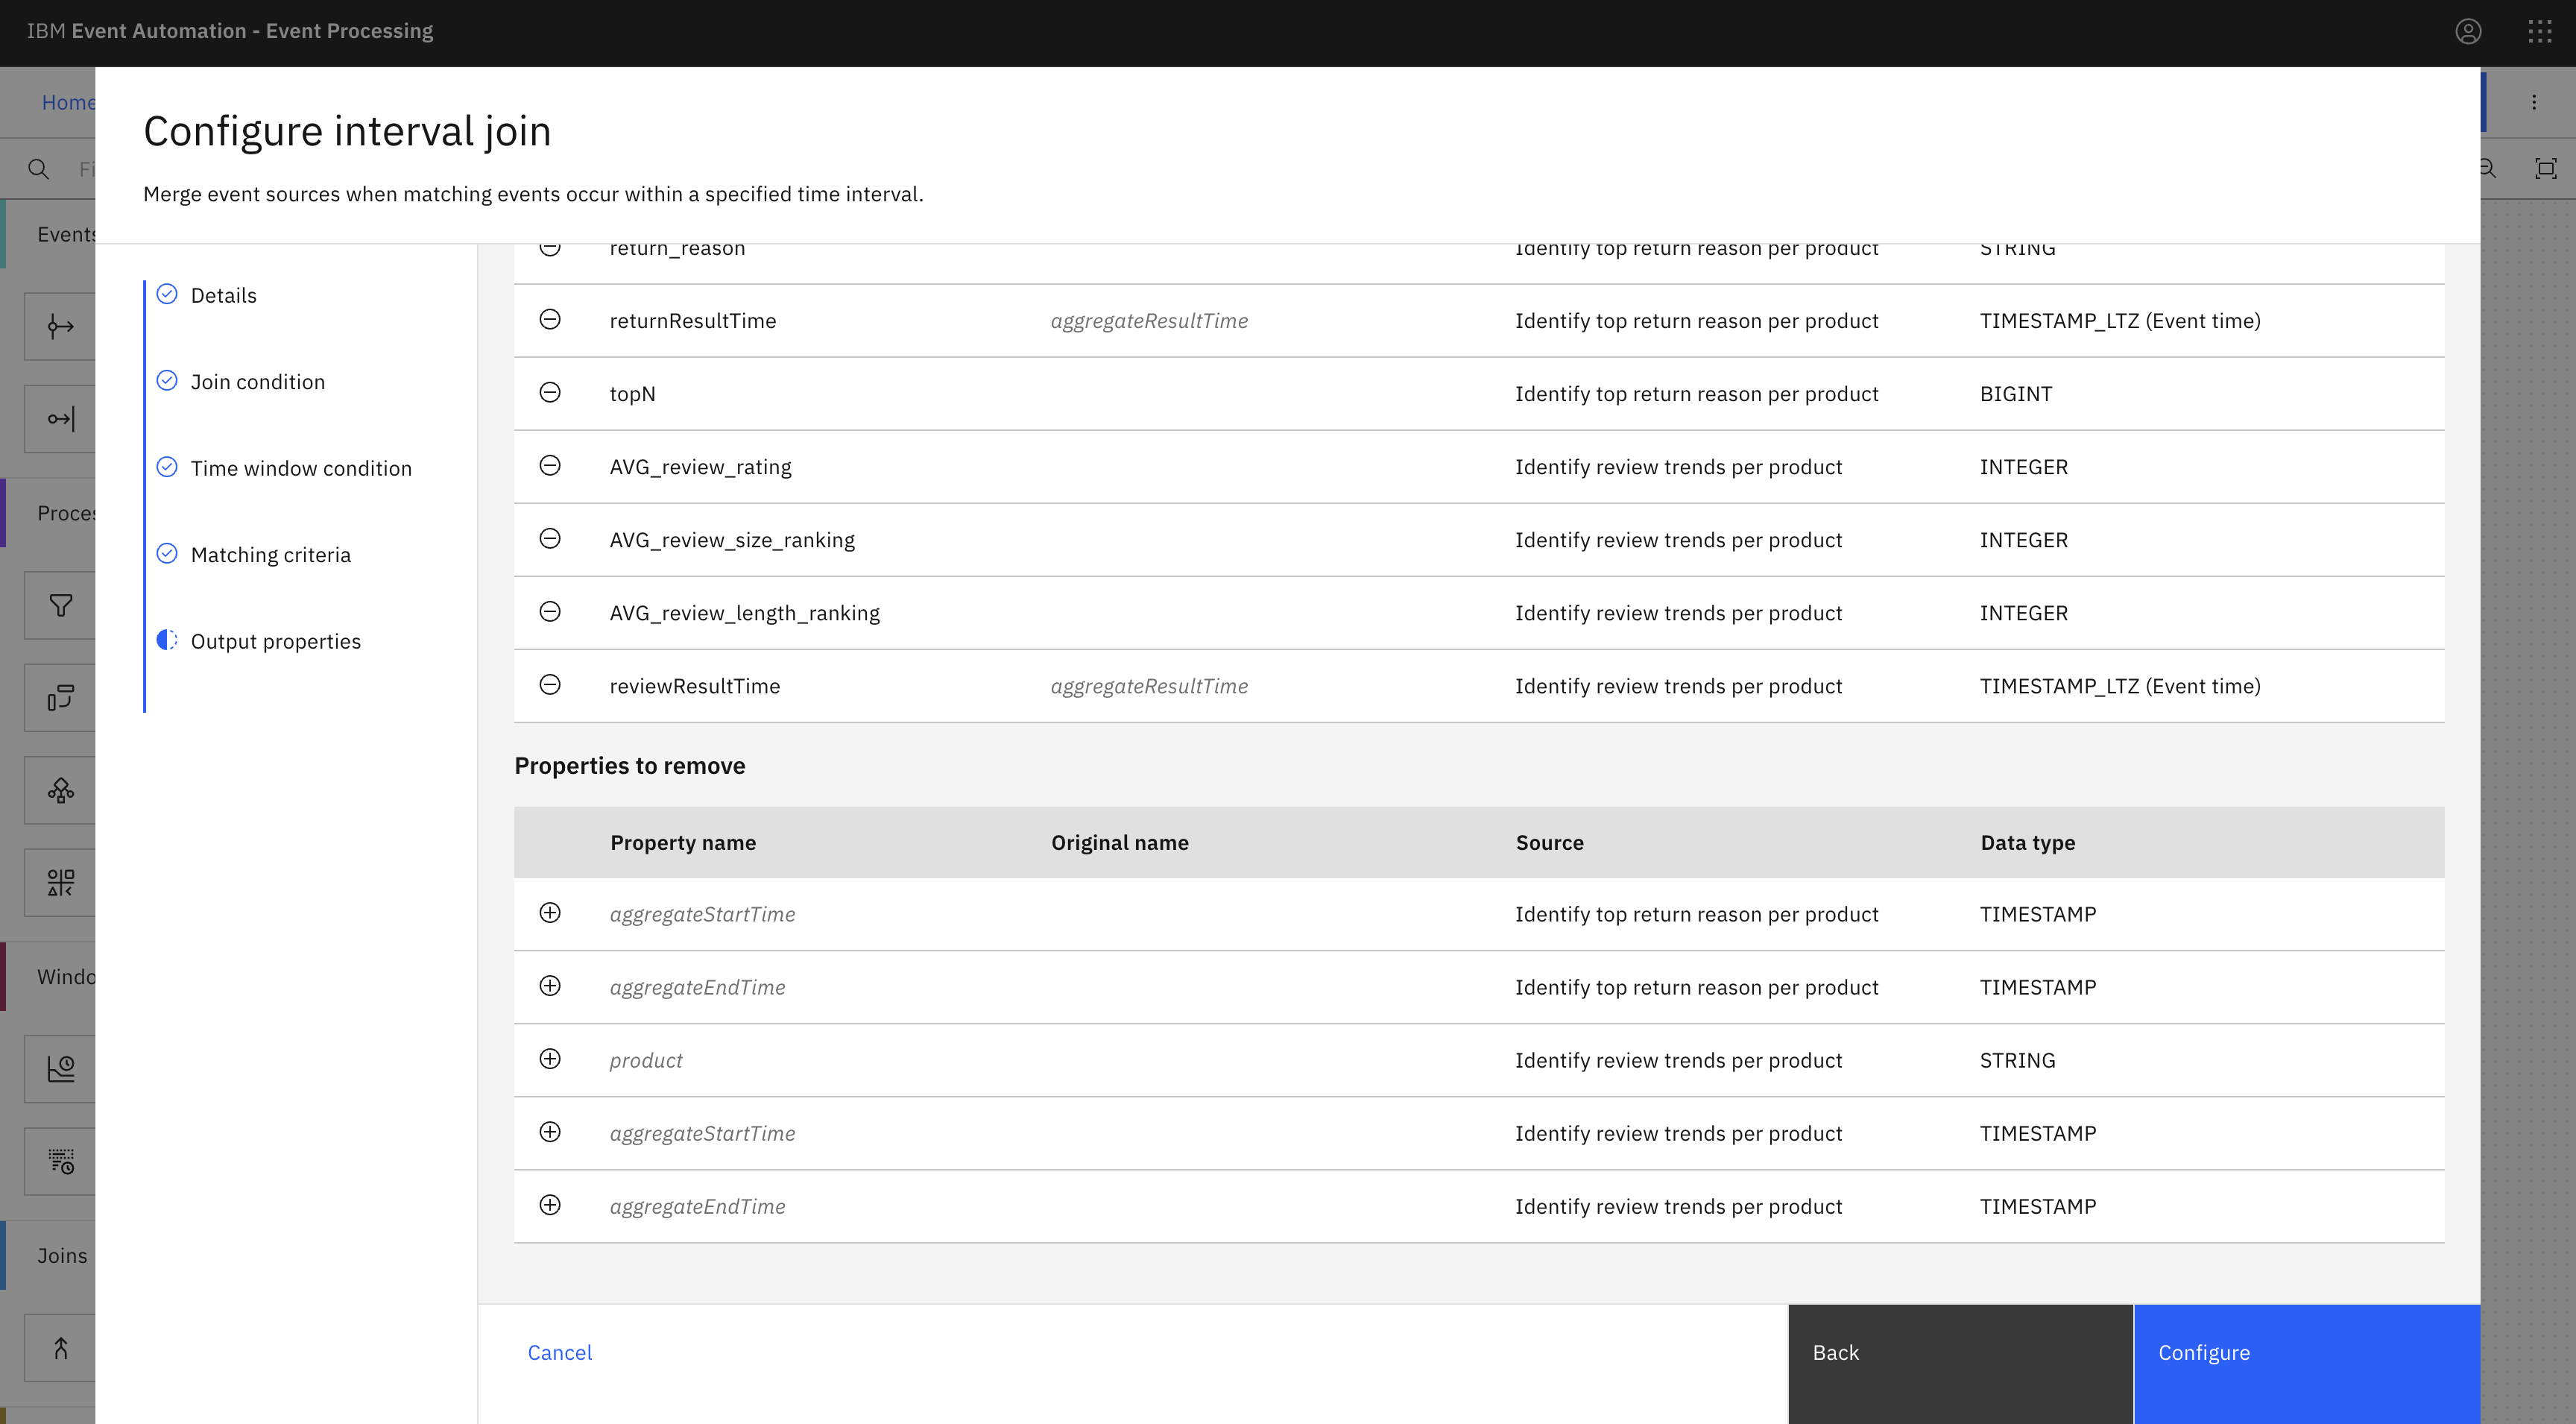 IBM Event Automation - Event Processing
Home
Configure interval join
Merge event sources when matching events occur within a specified time interval.
Fi
Events
Proces
Windo
Joins
Details
Join condition
Time window condition
Matching criteria
Output properties
return_reason Identify top return reason per product STRING
returnResultTime aggregateResultTime Identify top return reason per product TIMESTAMP_LTZ (Event time)
topN Identify top return reason per product BIGINT
AVG_review_rating Identify review trends per product INTEGER
AVG_review_size_ranking Identify review trends per product INTEGER
AVG_review_length_ranking Identify review trends per product INTEGER
reviewResultTime aggregateResultTime Identify review trends per product TIMESTAMP_LTZ (Event time)
Properties to remove
Property name Original name Source Data type
aggregateStartTime Identify top return reason per product TIMESTAMP
aggregateEndTime Identify top return reason per product TIMESTAMP
product Identify review trends per product STRING
aggregateStartTime Identify review trends per product TIMESTAMP
aggregateEndTime Identify review trends per product TIMESTAMP
Cancel Back Configure